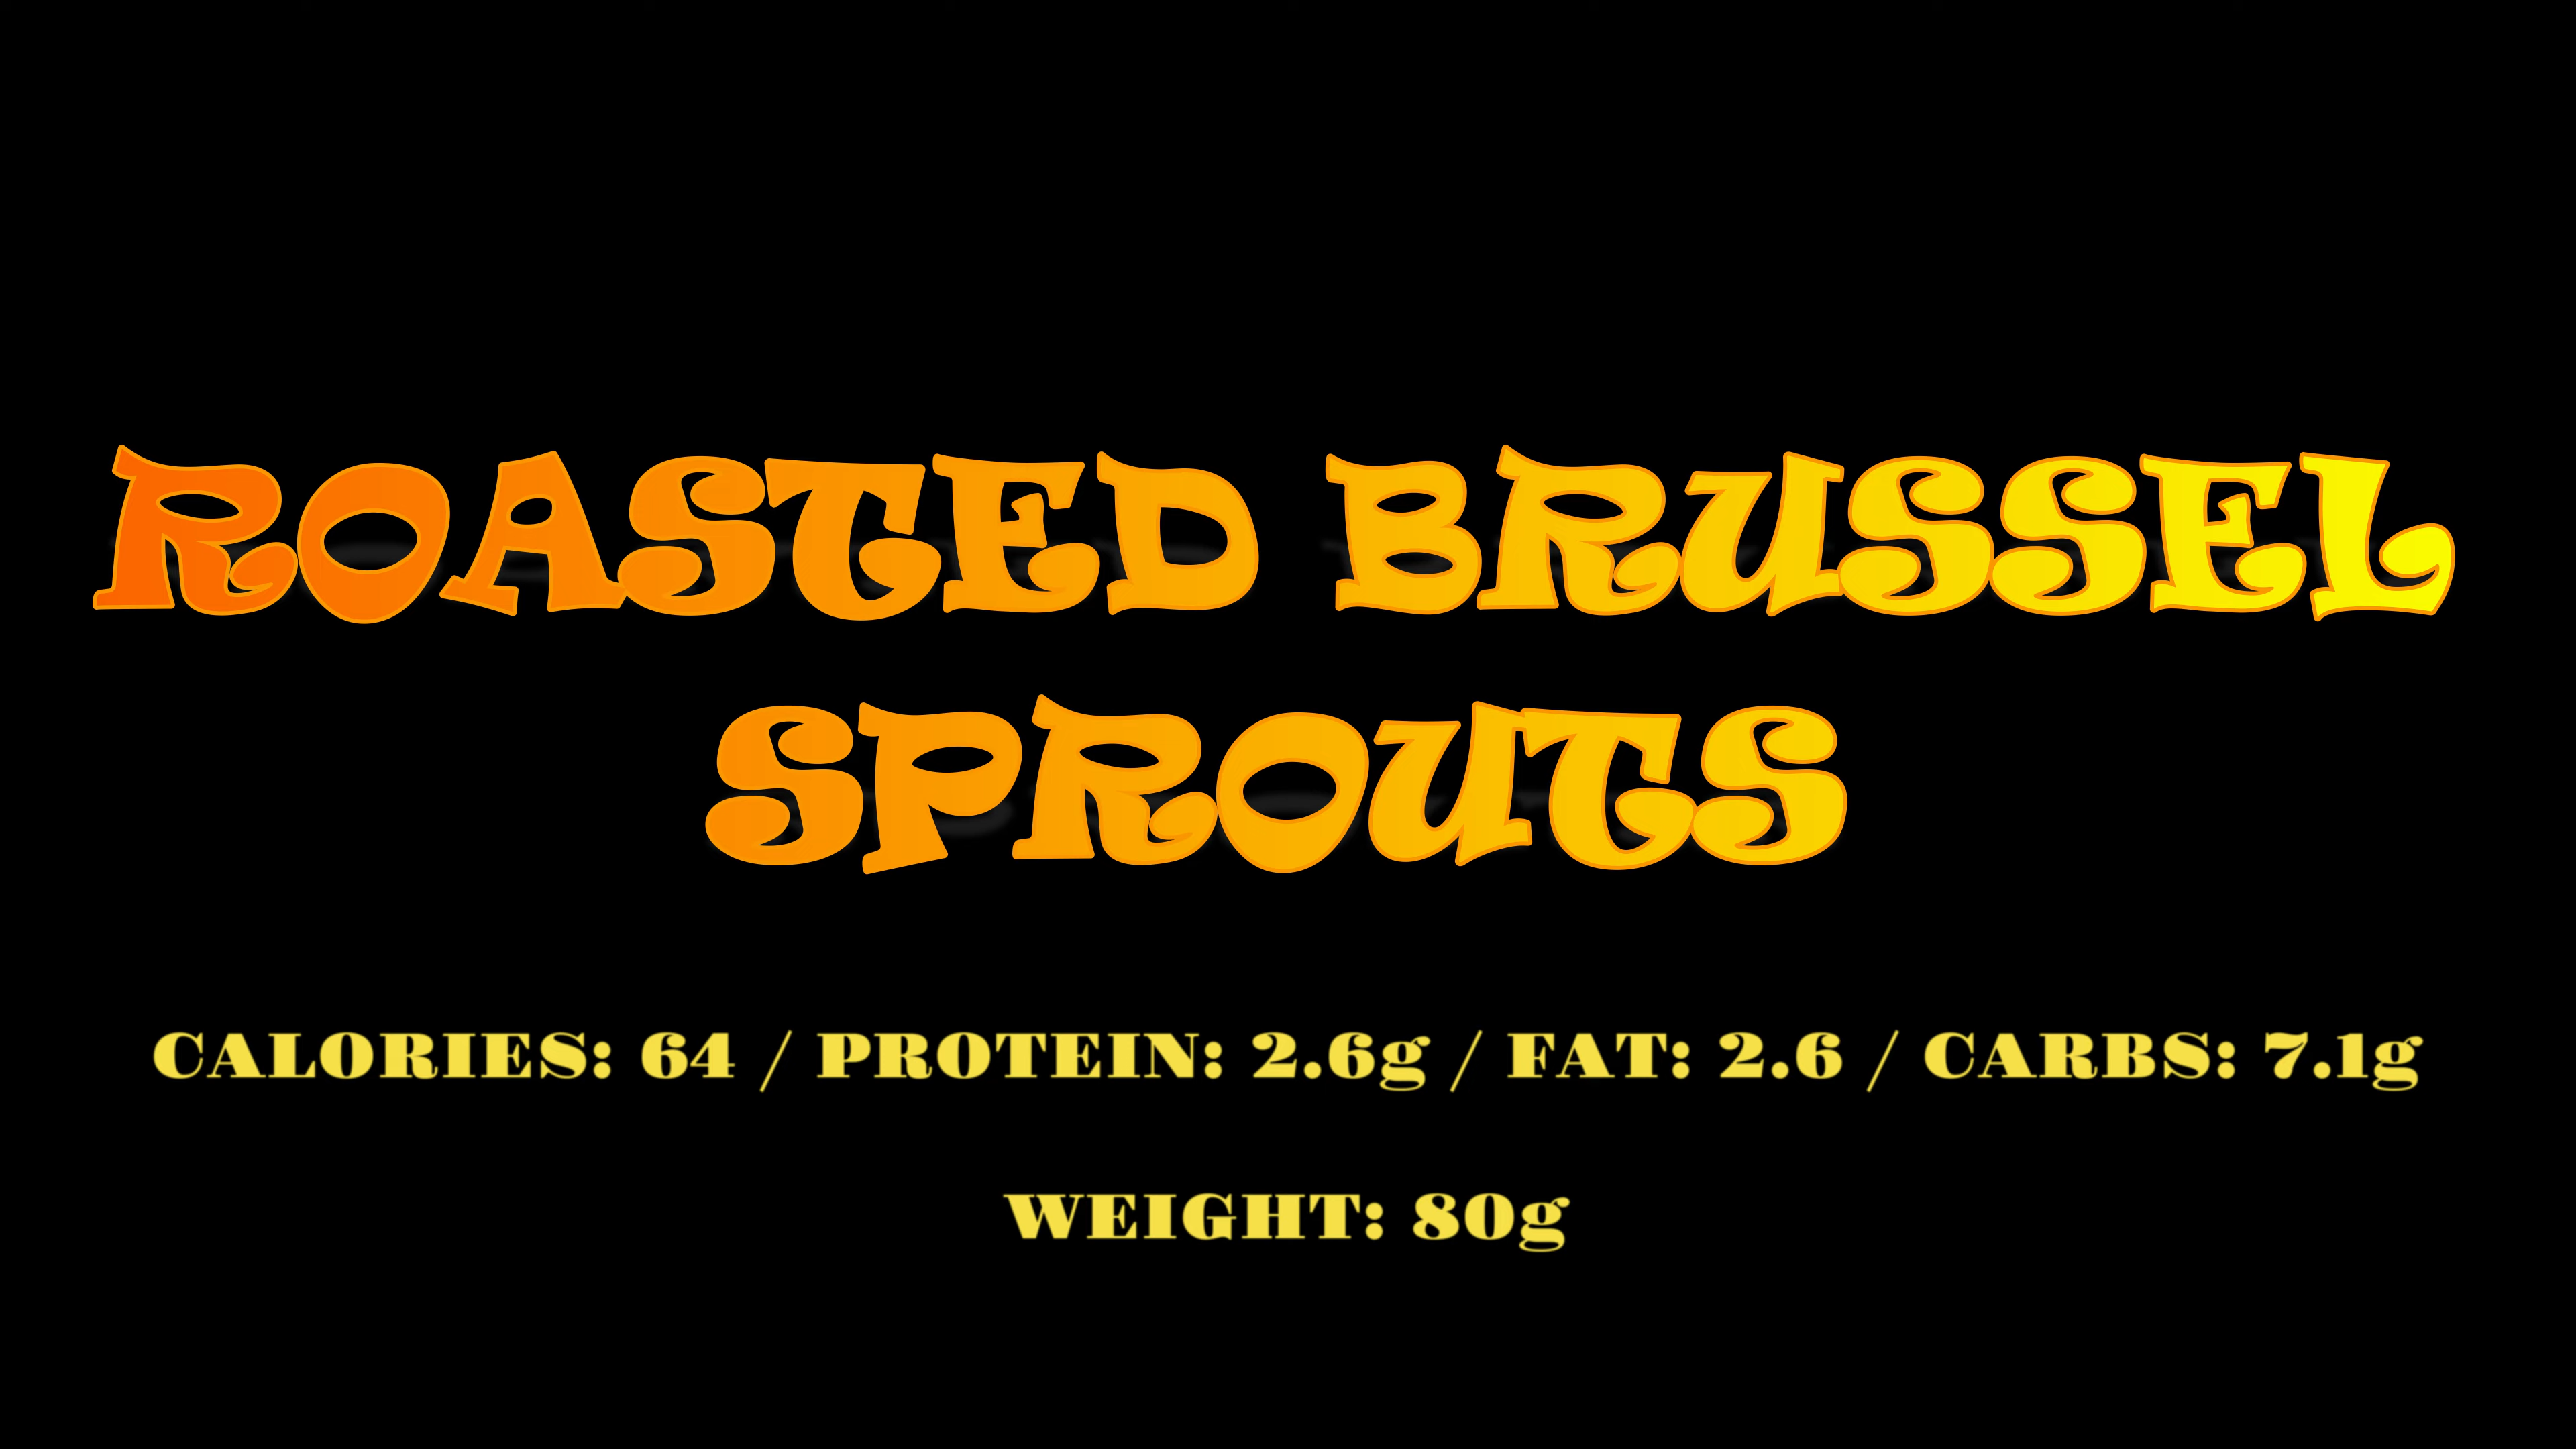 ROASTED BRUSSEL
SPROUTS
CALORIES: 64 / PROTEIN: 2.6g / FAT: 2.6 / CARBS: 7.1g
WEIGHT: 80g